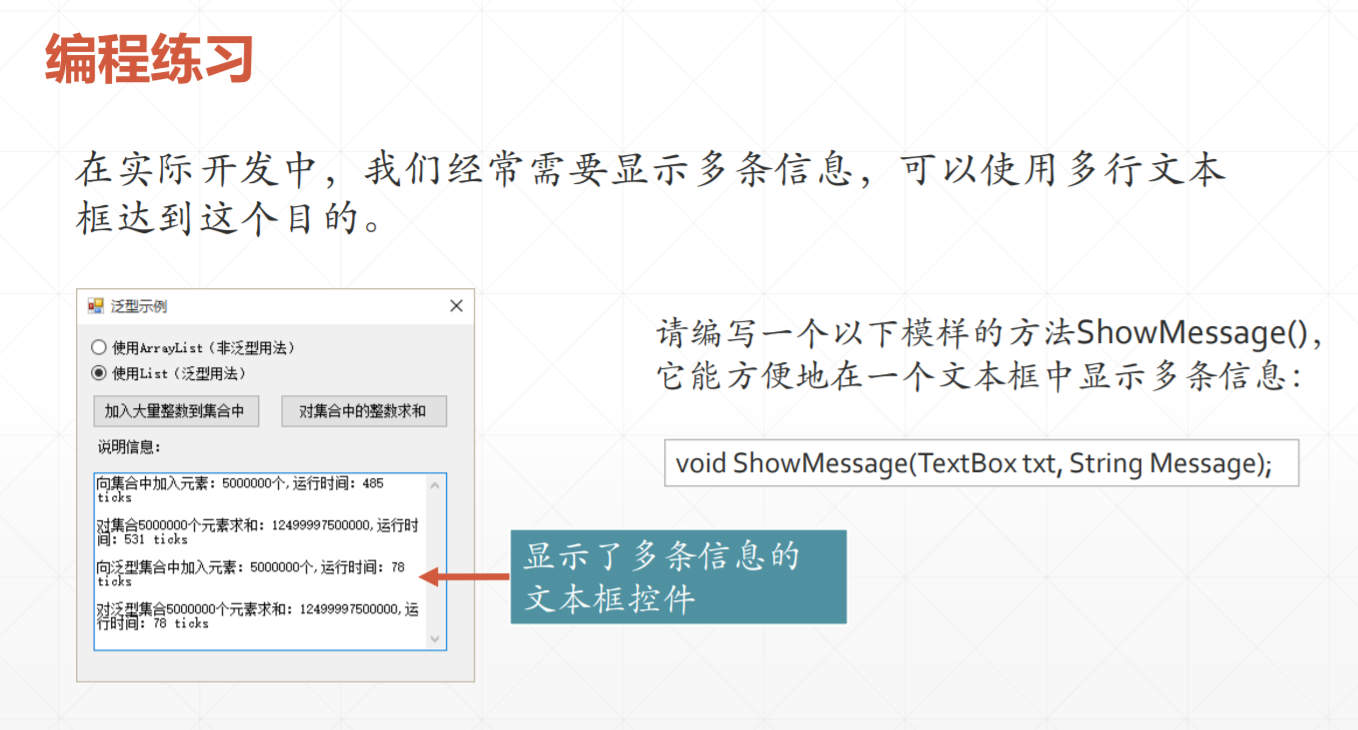 编程练习
在实际开发中，我们经常需要显示多条信息，可以使用多行文本
框达到这个目的。
泛型示例
使用ArrayList（非泛型用法）
使用List（泛型用法）
加入大量整数到集合中
对集合中的整数求和
说明信息：
向集合中加入元素：5000000个,运行时间：485
ticks
对集合5000000个元素求和：12499997500000,运行时
间：531 ticks
向泛型集合中加入元素：5000000个,运行时间：78
ticks
对泛型集合5000000个元素求和：12499997500000,运
行时间：78 ticks
请编写一个以下模样的方法ShowMessage()，
它能方便地在一个文本框中显示多条信息：
void ShowMessage(TextBox txt, String Message);
显示了多条信息的
文本框控件